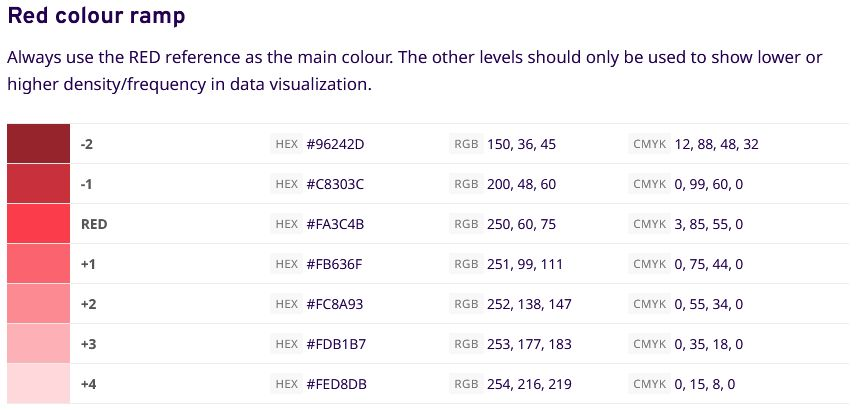 Red colour ramp
Always use the RED reference as the main colour. The other levels should only be used to show lower or
higher density/frequency in data visualization.
-2 HEX #96242D RGB 150, 36, 45 CMYK 12, 88, 48, 32
-1 HEX #C8303C RGB 200, 48, 60 CMYK 0, 99, 60, 0
RED HEX #FA3C4B RGB 250, 60, 75 CMYK 3, 85, 55, 0
+1 HEX #FB636F RGB 251, 99, 111 CMYK 0, 75, 44, 0
+2 HEX #FC8A93 RGB 252, 138, 147 CMYK 0, 55, 34, 0
+3 HEX #FDB1B7 RGB 253, 177, 183 CMYK 0, 35, 18, 0
+4 HEX #FED8DB RGB 254, 216, 219 CMYK 0, 15, 8, 0